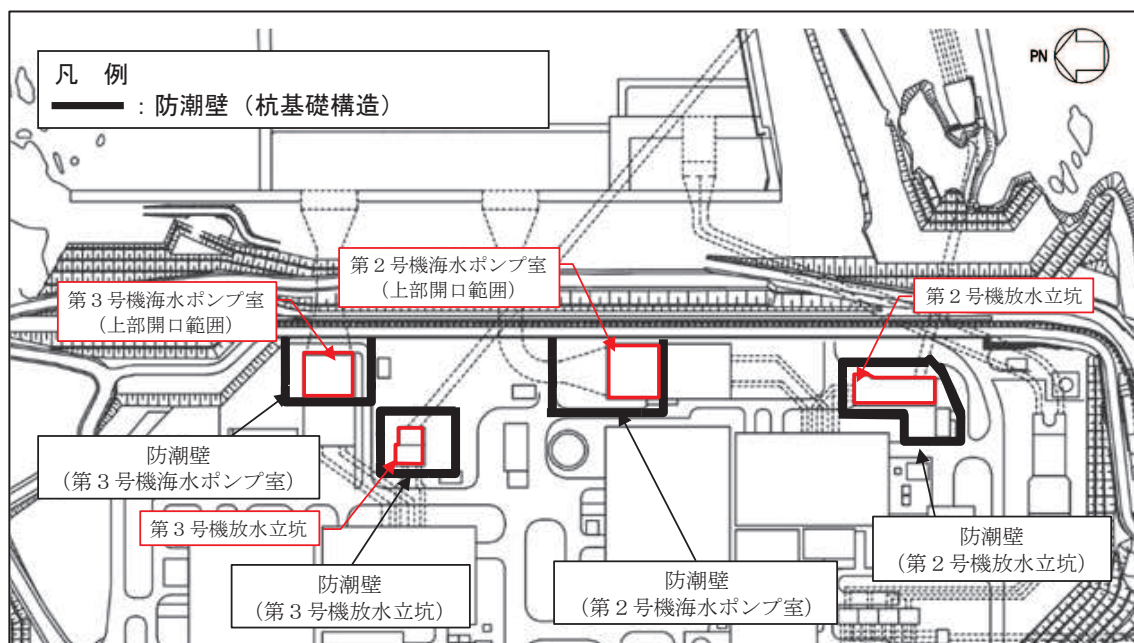 凡　例
：防潮壁（杭基礎構造）
PN
第２号機海水ポンプ室
（上部開口範囲）
第３号機海水ポンプ室
（上部開口範囲）
第２号機放水立坑
防潮壁
（第３号機海水ポンプ室）
第３号機放水立坑
防潮壁
（第３号機放水立坑）
防潮壁
（第２号機海水ポンプ室）
防潮壁
（第２号機放水立坑）